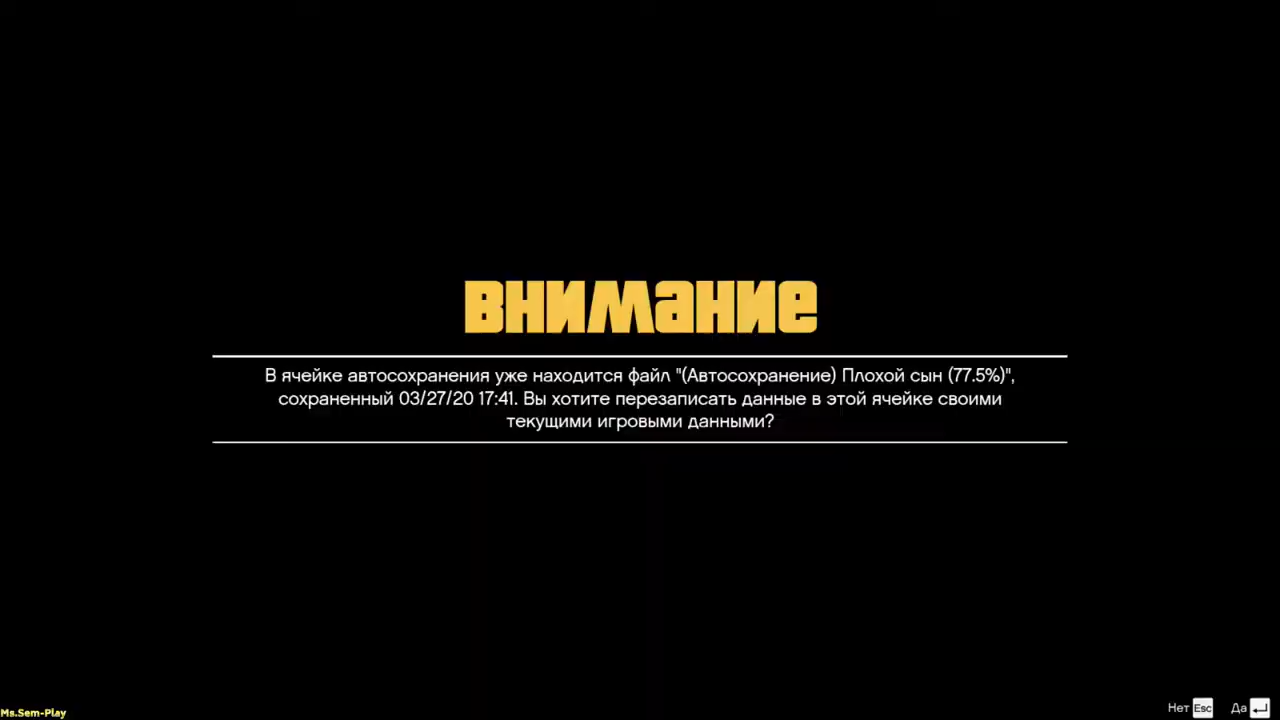 внимание
В ячейке автосохранения уже находится файл "(Автосохранение) Плохой сын (77.5%)",
сохраненный 03/27/20 17:41. Вы хотите перезаписать данные в этой ячейке своими
текущими игровыми данными?
Нет Esc Да
Ms.Sem-Play